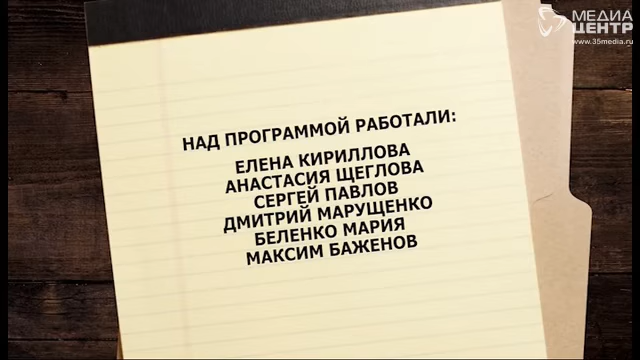 МЕДИА
ЦЕНТР
www.35media.ru
НАД ПРОГРАММОЙ РАБОТАЛИ:
ЕЛЕНА КИРИЛЛОВА
АНАСТАСИЯ ЩЕГЛОВА
СЕРГЕЙ ПАВЛОВ
ДМИТРИЙ МАРУЩЕНКО
БЕЛЕНКО МАРИЯ
МАКСИМ БАЖЕНОВ